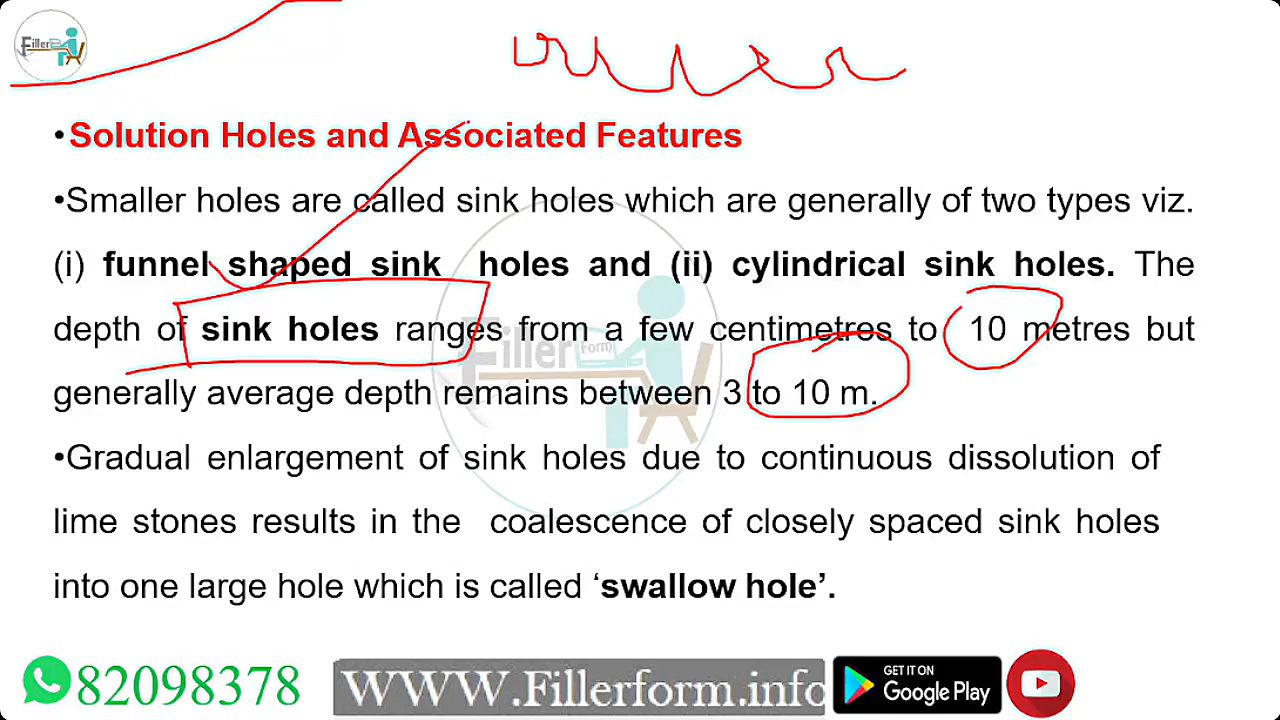 Fillerform
•Solution Holes and Associated Features
•Smaller holes are called sink holes which are generally of two types viz.
(i) funnel shaped sink holes and (ii) cylindrical sink holes. The
depth of sink holes ranges from a few centimetres to 10 metres but
generally average depth remains between 3 to 10 m.
•Gradual enlargement of sink holes due to continuous dissolution of
lime stones results in the coalescence of closely spaced sink holes
into one large hole which is called ‘swallow hole’.
82098378 WWW.Fillerform.info GET IT ON
Google Play